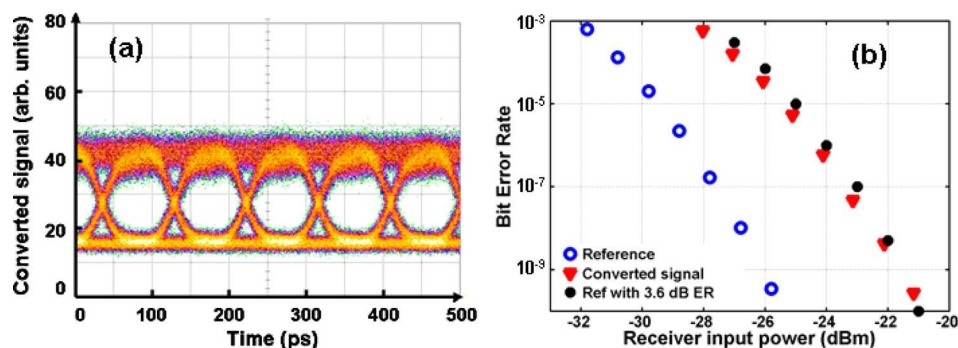 80
60
40
20
0
0
100
200
300
400
500
Converted signal (arb. units)
Time (ps)
(a)
10-3
10-5
10-7
10-9
-32
-30
-28
-26
-24
-22
-20
Bit Error Rate
Receiver input power (dBm)
(b)
Reference
Converted signal
Ref with 3.6 dB ER